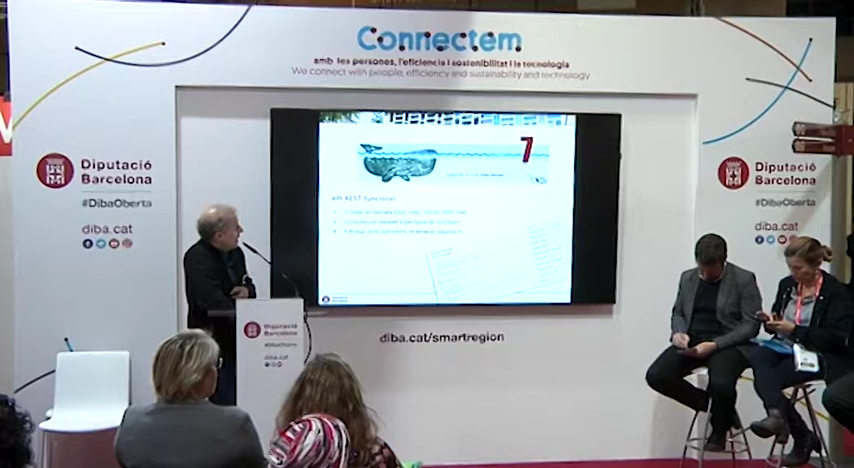 Connectem
amb les persones, l'eficiència i sostenibilitat i la tecnologia
We connect with people, efficiency and sustainability and technology
Diputació
Barcelona
#DibaOberta
diba.cat
7
API REST funcional
Diputació
Barcelona
#DibaOberta
diba.cat
Diputació
Barcelona
#DibaOberta
diba.cat
diba.cat/smartregion